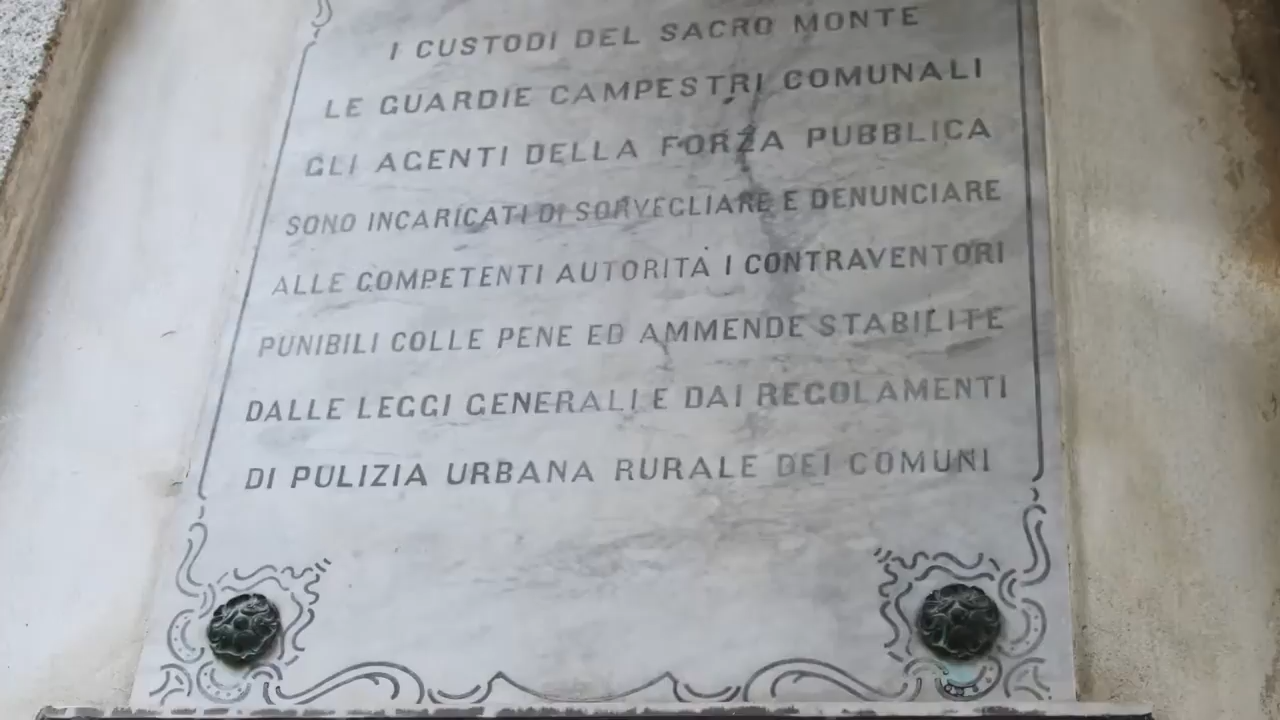 I CUSTODI DEL SACRO MONTE
LE GUARDIE CAMPESTRI COMUNALI
GLI AGENTI DELLA FORZA PUBBLICA
SONO INCARICATI DI SORVEGLIARE E DENUNCIARE
ALLE COMPETENTI AUTORITÀ I CONTRAVENTORI
PUNIBILI COLLE PENE ED AMMENDE STABILITE
DALLE LEGGI GENERALI E DAI REGOLAMENTI
DI PULIZIA URBANA RURALE DEI COMUNI